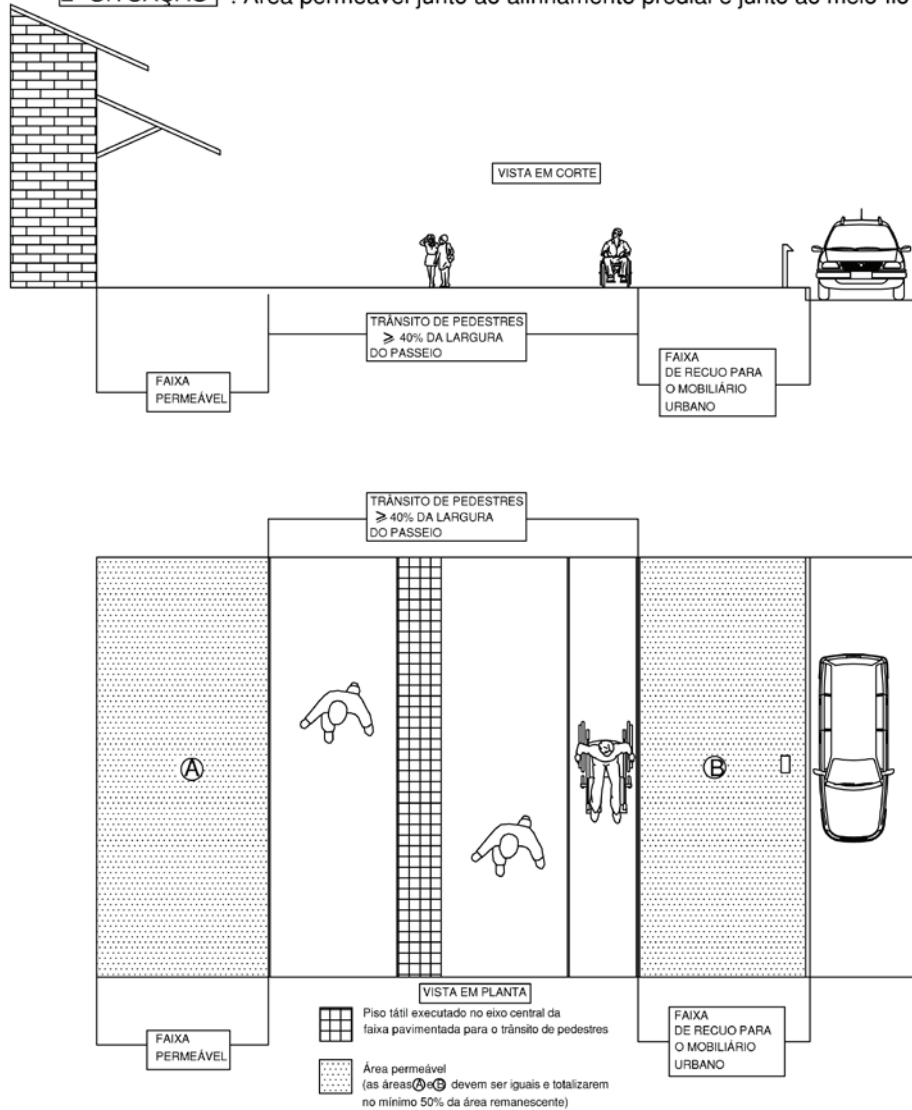 : Área permeável junto ao alinhamento predial e junto ao meio-fio
VISTA EM CORTE
TRÂNSITO DE PEDESTRES
⩾ 40% DA LARGURA
DO PASSEIO
FAIXA
PERMEÁVEL
FAIXA
DE RECUO PARA
O MOBILIÁRIO
URBANO
TRÂNSITO DE PEDESTRES
⩾ 40% DA LARGURA
DO PASSEIO
A
B
VISTA EM PLANTA
Piso tátil executado no eixo central da
faixa pavimentada para o trânsito de pedestres
FAIXA
PERMEÁVEL
FAIXA
DE RECUO PARA
O MOBILIÁRIO
URBANO
Área permeável
(as áreas A e B devem ser iguais e totalizarem
no mínimo 50% da área remanescente)